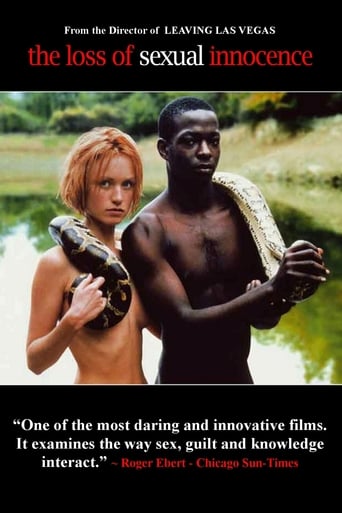 From the Director of LEAVING LAS VEGAS
the loss of sexual innocence
“One of the most daring and innovative films.
It examines the way sex, guilt and knowledge
interact.” ~ Roger Ebert - Chicago Sun-Times